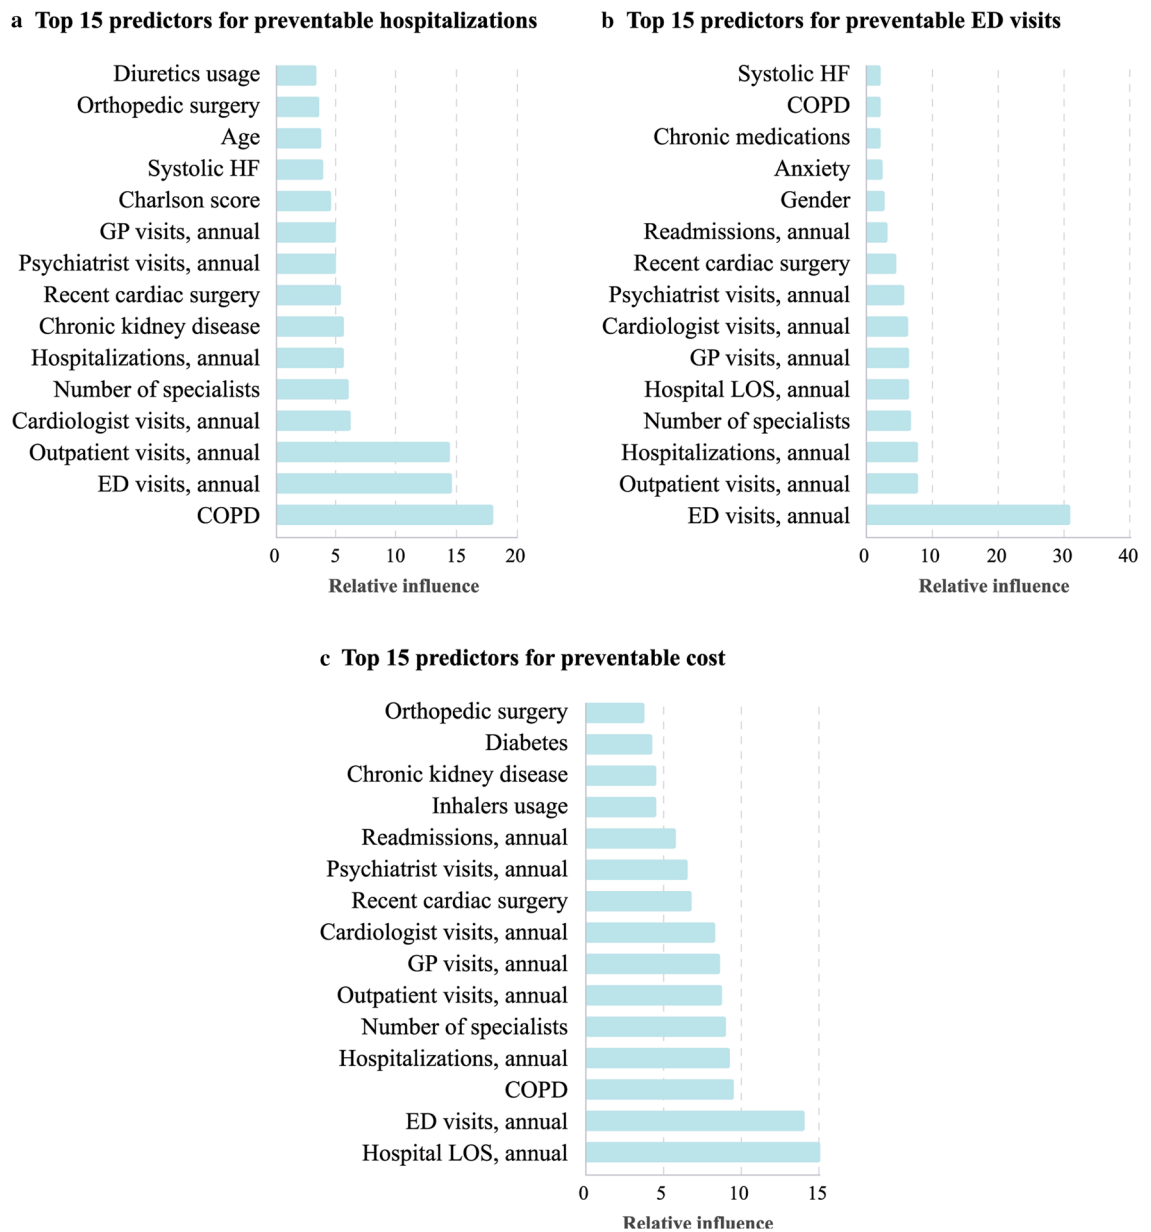 a Top 15 predictors for preventable hospitalizations
Diuretics usage
Orthopedic surgery
Age
Systolic HF
Charlson score
GP visits, annual
Psychiatrist visits, annual
Recent cardiac surgery
Chronic kidney disease
Hospitalizations, annual
Number of specialists
Cardiologist visits, annual
Outpatient visits, annual
ED visits, annual
COPD
0 5 10 15 20
Relative influence
b Top 15 predictors for preventable ED visits
Systolic HF
COPD
Chronic medications
Anxiety
Gender
Readmissions, annual
Recent cardiac surgery
Psychiatrist visits, annual
Cardiologist visits, annual
GP visits, annual
Hospital LOS, annual
Number of specialists
Hospitalizations, annual
Outpatient visits, annual
ED visits, annual
0 10 20 30 40
Relative influence
c Top 15 predictors for preventable cost
Orthopedic surgery
Diabetes
Chronic kidney disease
Inhalers usage
Readmissions, annual
Psychiatrist visits, annual
Recent cardiac surgery
Cardiologist visits, annual
GP visits, annual
Outpatient visits, annual
Number of specialists
Hospitalizations, annual
COPD
ED visits, annual
Hospital LOS, annual
0 5 10 15
Relative influence